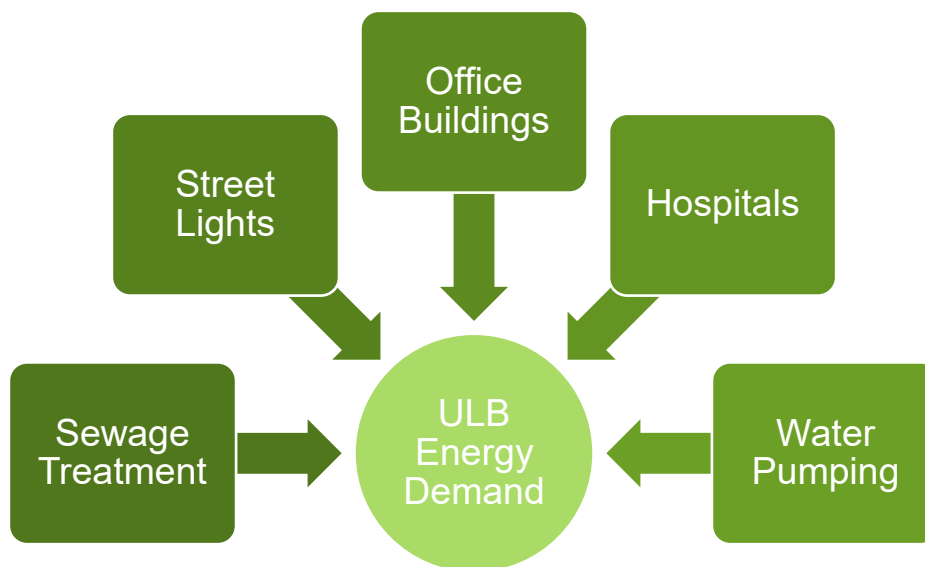 Office
Buildings
Street
Lights
Hospitals
Sewage
Treatment
ULB
Energy
Demand
Water
Pumping